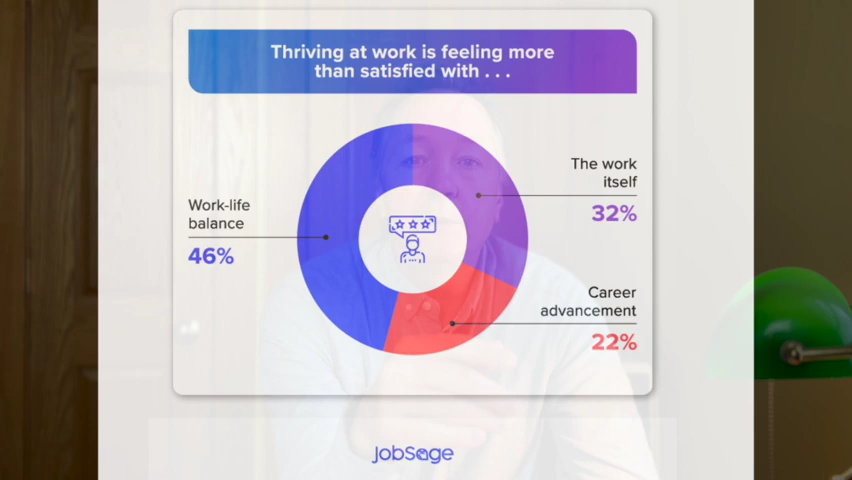 Thriving at work is feeling more
than satisfied with . . .
Work-life
balance
46%
The work
itself
32%
Career
advancement
22%
JobSage